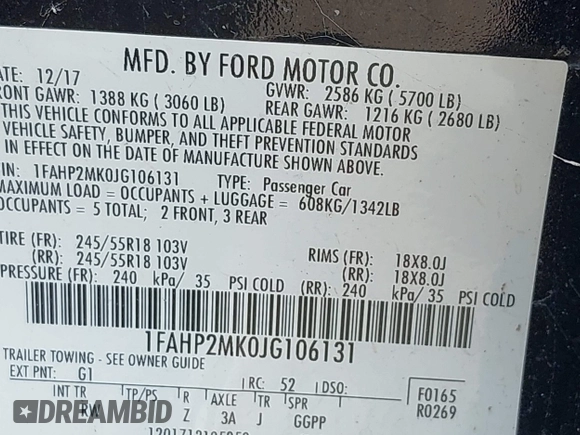 MFD. BY FORD MOTOR CO.
DATE: 12/17
GVWR: 2586 KG ( 5700 LB)
FRONT GAWR: 1388 KG ( 3060 LB)
REAR GAWR: 1216 KG ( 2680 LB)
THIS VEHICLE CONFORMS TO ALL APPLICABLE FEDERAL MOTOR
VEHICLE SAFETY, BUMPER, AND THEFT PREVENTION STANDARDS
IN EFFECT ON THE DATE OF MANUFACTURE SHOWN ABOVE.
VIN: 1FAHP2MK0JG106131 TYPE: Passenger Car
MAXIMUM LOAD = OCCUPANTS + LUGGAGE = 608KG/1342LB
OCCUPANTS = 5 TOTAL; 2 FRONT, 3 REAR
TIRE (FR): 245/55R18 103V RIMS (FR): 18X8.0J
(RR): 245/55R18 103V (RR): 18X8.0J
PRESSURE (FR): 240 kPa/ 35 PSI COLD (RR): 240 kPa/ 35 PSI COLD
1FAHP2MK0JG106131
TRAILER TOWING - SEE OWNER GUIDE
EXT PNT: G1 RC: 52 DSO: F0165
INT TR TP/PS R AXLE TR SPR R0269
Z 3A J GGPP
AUTOHELPERBOT